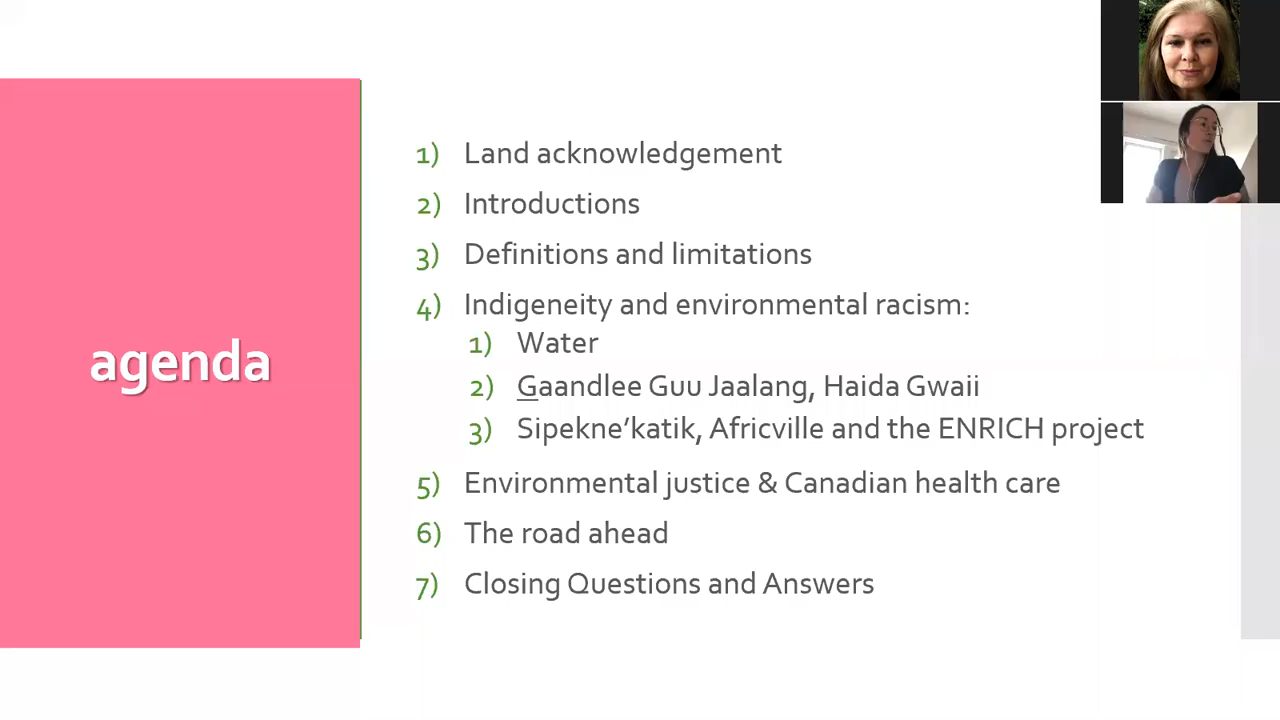 agenda
1) Land acknowledgement
2) Introductions
3) Definitions and limitations
4) Indigeneity and environmental racism:
1) Water
2) Gaandlee Guu Jaalang, Haida Gwaii
3) Sipekne’katik, Africville and the ENRICH project
5) Environmental justice & Canadian health care
6) The road ahead
7) Closing Questions and Answers